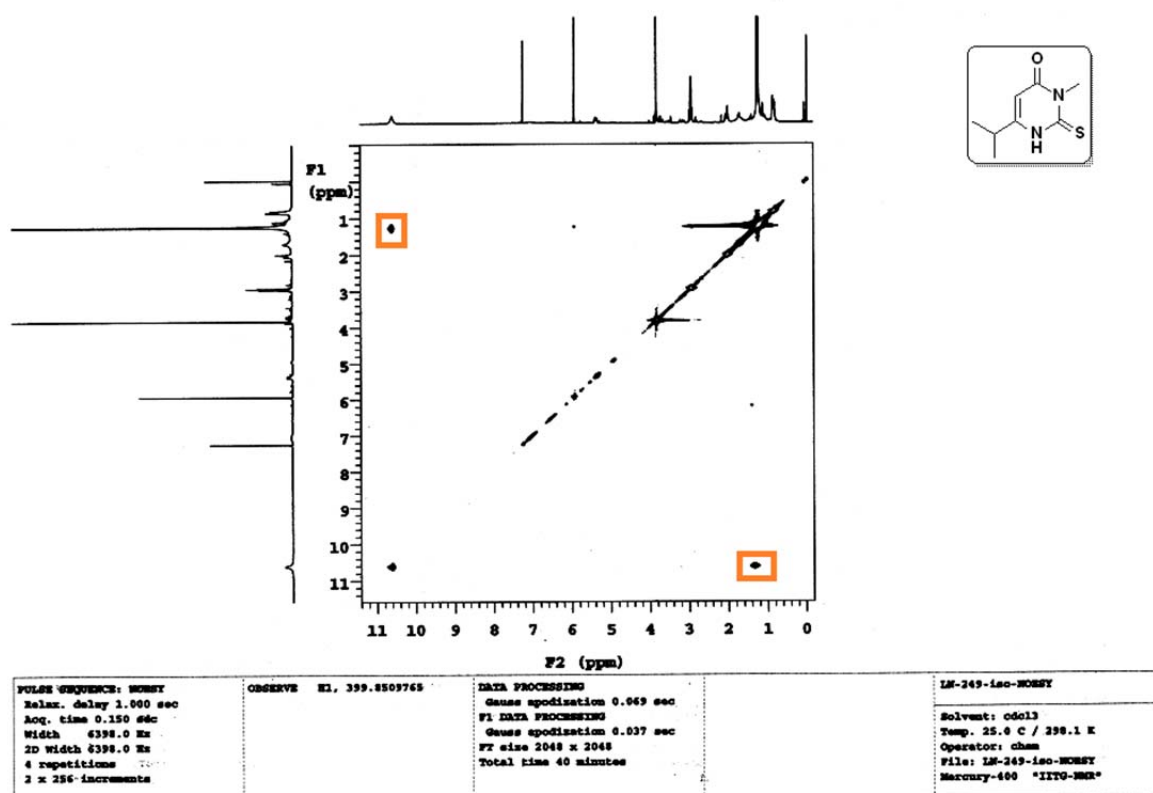 O
N
N
H
S
F1
(ppm)
1
2
3
4
5
6
7
8
9
10
11
11 10 9 8 7 6 5 4 3 2 1 0
F2 (ppm)
PULSE SEQUENCE: NOESY
Relax. delay 1.000 sec
Acq. time 0.150 sec
Width 6398.0 Hz
2D Width 6398.0 Hz
4 repetitions
2 x 256 increments
OBSERVE H1, 399.8509765
DATA PROCESSING
Gauss apodization 0.069 sec
F1 DATA PROCESSING
Gauss apodization 0.037 sec
FT size 2048 x 2048
Total time 40 minutes
LN-249-iso-NOESY
Solvent: cdcl3
Temp. 25.0 C / 298.1 K
Operator: chem
File: LN-249-iso-NOESY
Mercury-400 "IITG-NMR"